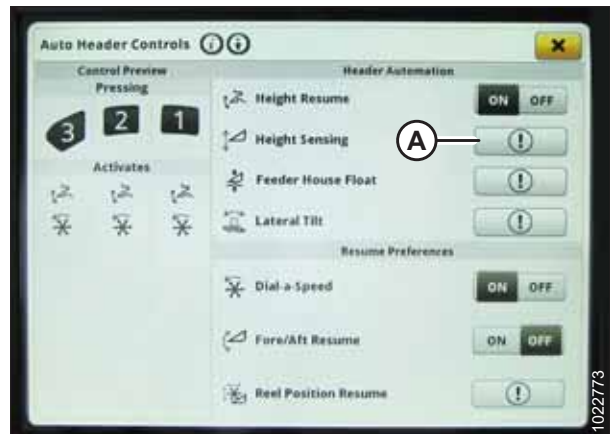 Auto Header Controls
Control Preview
Pressing
3 2 1
Activates
Header Automation
Height Resume ON OFF
Height Sensing A !
Feeder House Float !
Lateral Tilt !
Resume Preferences
Dial-a-Speed ON OFF
Fore/Aft Resume ON OFF
Reel Position Resume !
1022773